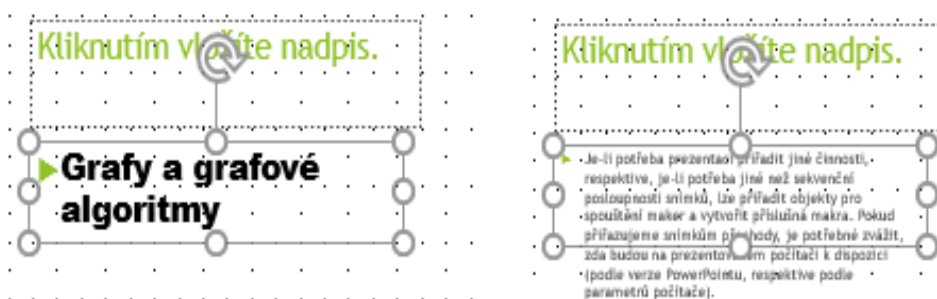 Kliknutím vložíte nadpis.
Grafy a grafové
algoritmy
Kliknutím vložíte nadpis.
Je-li potřeba prezentaci přiřadit jiné činnosti,
respektive, je-li potřeba jiné než sekvenční
posloupnosti snímků, lze přiřadit objekty pro
spouštění maker a vytvořit příslušná makra. Pokud
přiřazujeme snímkům přechody, je potřebné zvážit,
zda budou na prezentovaném počítači k dispozici
(podle verze PowerPointu, respektive podle
parametrů počítače).